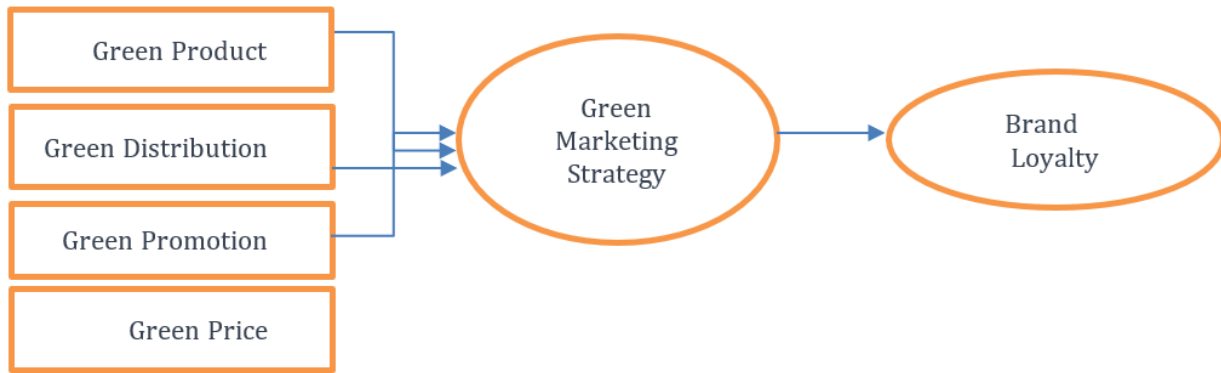 Green Product
Green Distribution
Green Promotion
Green Price
Green
Marketing
Strategy
Brand
Loyalty